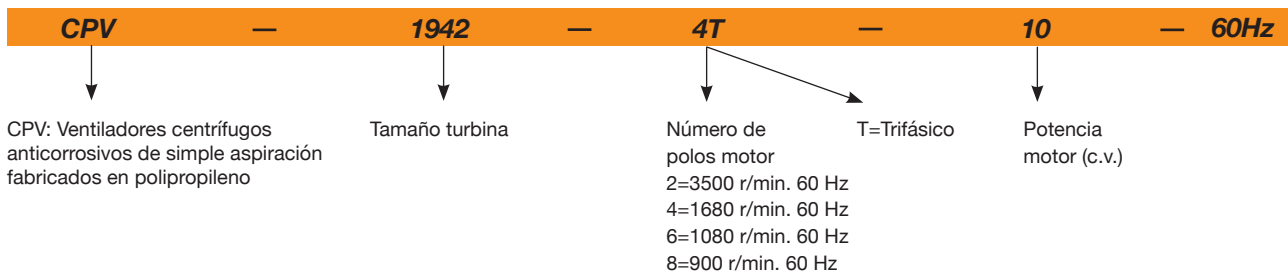 CPV — 1942 — 4T — 10 — 60Hz
CPV: Ventiladores centrífugos
anticorrosivos de simple aspiración
fabricados en polipropileno
Tamaño turbina
Número de
polos motor
2=3500 r/min. 60 Hz
4=1680 r/min. 60 Hz
6=1080 r/min. 60 Hz
8=900 r/min. 60 Hz
T=Trifásico
Potencia
motor (c.v.)